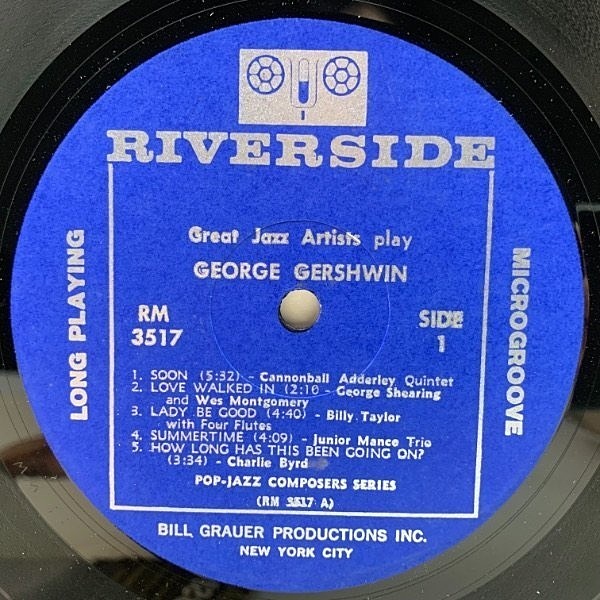 RIVERSIDE
Great Jazz Artists play
GEORGE GERSHWIN
LONG PLAYING
MICROGROOVE
RM
3517
SIDE
1
1. SOON (5:32) - Cannonball Adderley Quintet
2. LOVE WALKED IN (2:10 - George Shearing
and Wes Montgomery
3. LADY BE GOOD (4:40) - Billy Taylor
with Four Flutes
4. SUMMERTIME (4:09) - Junior Mance Trio
5. HOW LONG HAS THIS BEEN GOING ON?
(3:34) - Charlie Byrd
POP-JAZZ COMPOSERS SERIES
(RM 3517 A)
BILL GRAUER PRODUCTIONS INC.
NEW YORK CITY